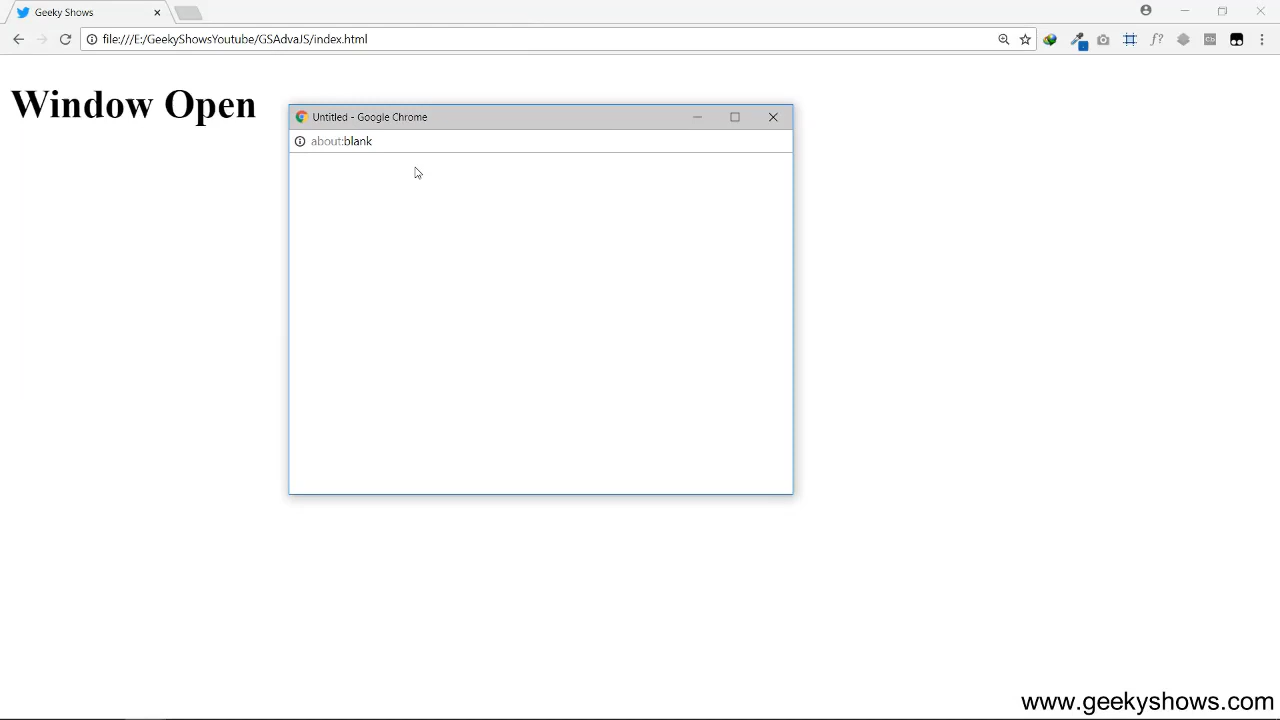 Geeky Shows
file:///E:/GeekyShowsYoutube/GSAdvaJS/index.html
Window Open
Untitled - Google Chrome
about:blank
www.geekyshows.com